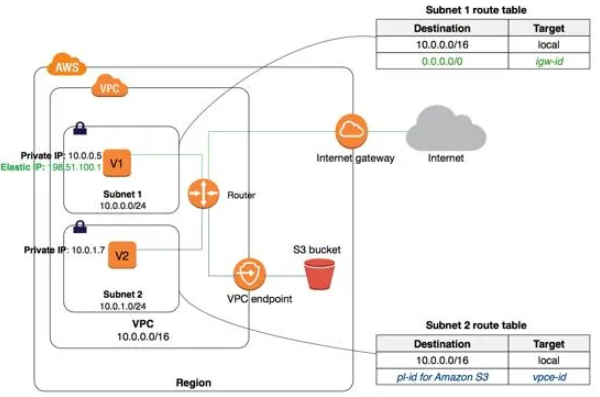 Subnet 1 route table
Destination Target
10.0.0.0/16 local
0.0.0.0/0 igw-id
AWS
VPC
Private IP: 10.0.0.5
Elastic IP: 198.51.100.1
V1
Subnet 1
10.0.0.0/24
Router
Internet gateway
Internet
Private IP: 10.0.1.7
V2
Subnet 2
10.0.1.0/24
S3 bucket
VPC endpoint
VPC
10.0.0.0/16
Region
Subnet 2 route table
Destination Target
10.0.0.0/16 local
pl-id for Amazon S3 vpce-id